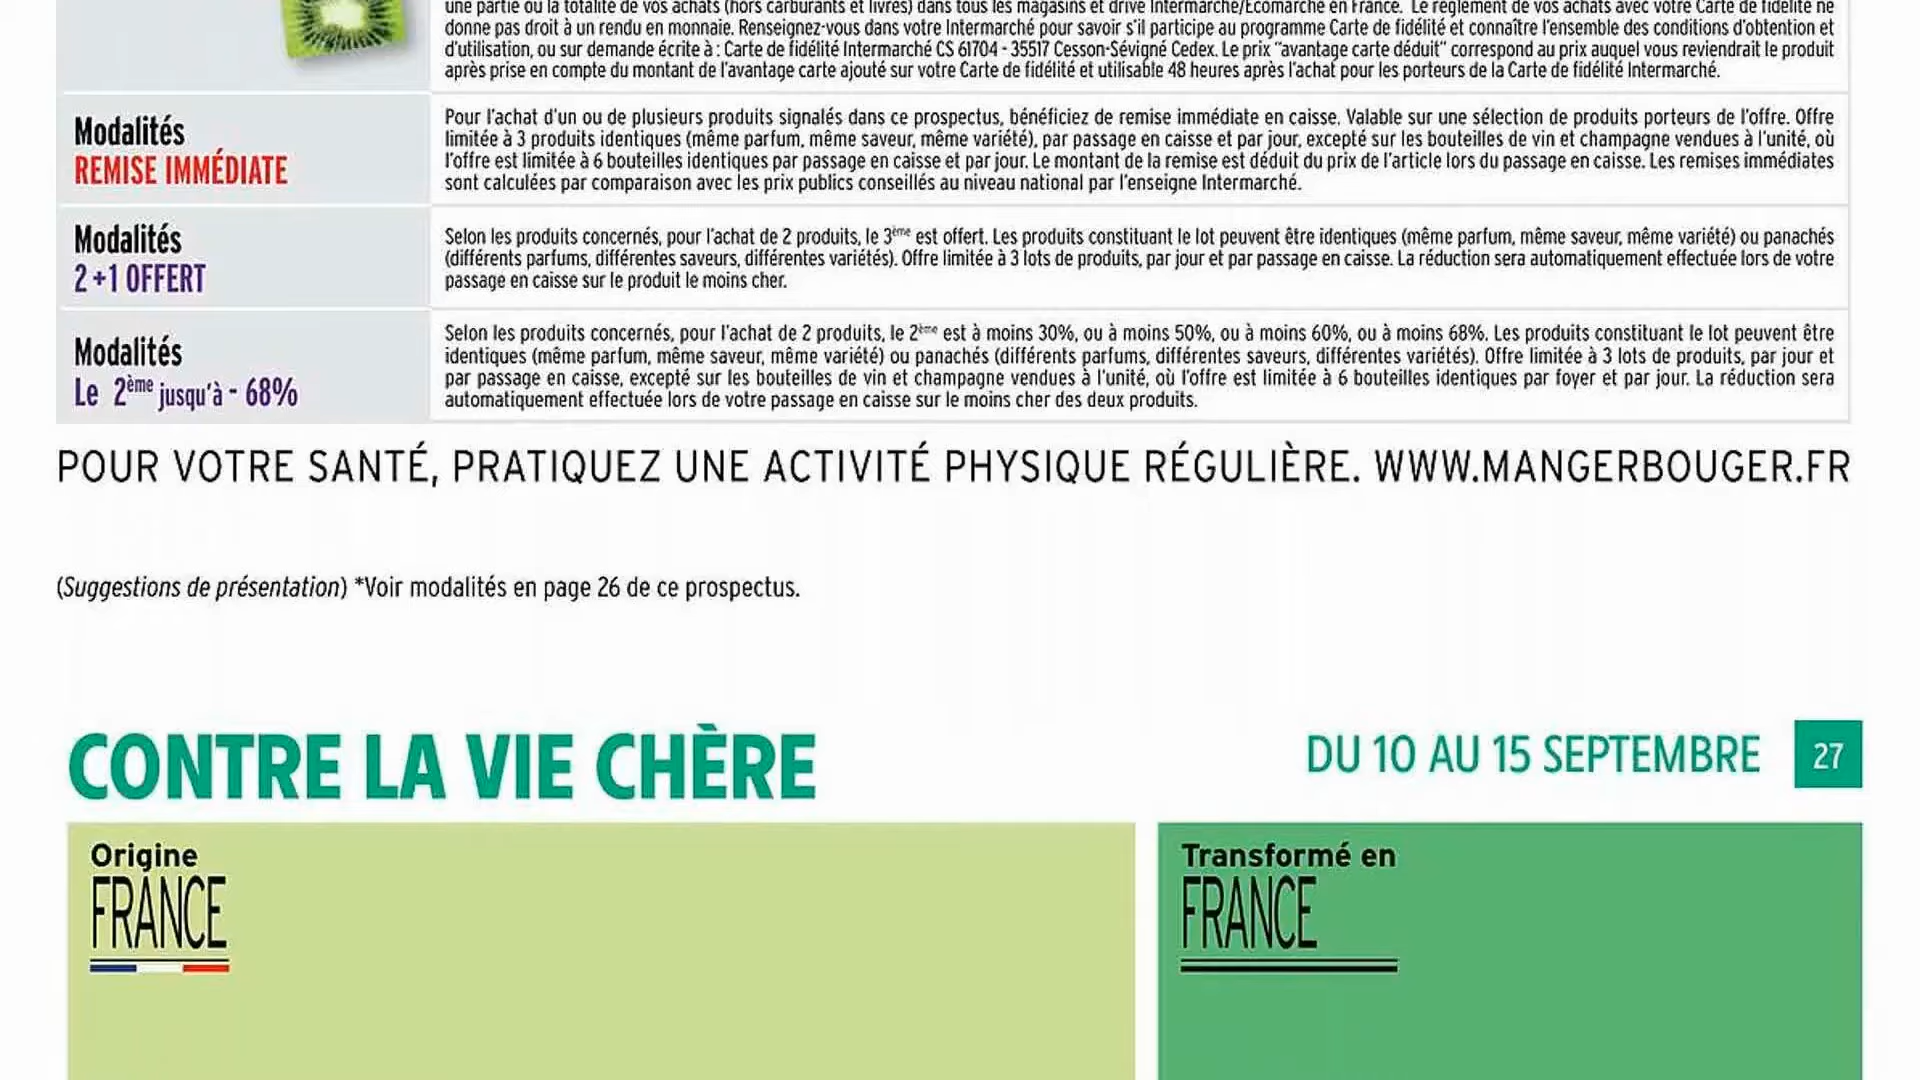 une partie ou la totalité de vos achats (hors carburants et livres) dans tous les magasins et drive Intermarché/Ecomarché en France. Le règlement de vos achats avec votre Carte de fidélité ne
donne pas droit à un rendu en monnaie. Renseignez-vous dans votre Intermarché pour savoir s'il participe au programme Carte de fidélité et connaître l'ensemble des conditions d'obtention et
d'utilisation, ou sur demande écrite à : Carte de fidélité Intermarché CS 61704 - 35517 Cesson-Sévigné Cedex. Le prix "avantage carte déduit" correspond au prix auquel vous reviendrait le produit
après prise en compte du montant de l'avantage carte ajouté sur votre Carte de fidélité et utilisable 48 heures après l'achat pour les porteurs de la Carte de fidélité Intermarché.
Modalités
REMISE IMMÉDIATE
Pour l'achat d'un ou de plusieurs produits signalés dans ce prospectus, bénéficiez de remise immédiate en caisse. Valable sur une sélection de produits porteurs de l'offre. Offre
limitée à 3 produits identiques (même parfum, même saveur, même variété), par passage en caisse et par jour, excepté sur les bouteilles de vin et champagne vendues à l'unité, où
l'offre est limitée à 6 bouteilles identiques par passage en caisse et par jour. Le montant de la remise est déduit du prix de l'article lors du passage en caisse. Les remises immédiates
sont calculées par comparaison avec les prix publics conseillés au niveau national par l'enseigne Intermarché.
Modalités
2 +1 OFFERT
Selon les produits concernés, pour l'achat de 2 produits, le 3ème est offert. Les produits constituant le lot peuvent être identiques (même parfum, même saveur, même variété) ou panachés
(différents parfums, différentes saveurs, différentes variétés). Offre limitée à 3 lots de produits, par jour et par passage en caisse. La réduction sera automatiquement effectuée lors de votre
passage en caisse sur le produit le moins cher.
Modalités
Le 2ème jusqu'à - 68%
Selon les produits concernés, pour l'achat de 2 produits, le 2ème est à moins 30%, ou à moins 50%, ou à moins 60%, ou à moins 68%. Les produits constituant le lot peuvent être
identiques (même parfum, même saveur, même variété) ou panachés (différents parfums, différentes saveurs, différentes variétés). Offre limitée à 3 lots de produits, par jour et
par passage en caisse, excepté sur les bouteilles de vin et champagne vendues à l'unité, où l'offre est limitée à 6 bouteilles identiques par foyer et par jour. La réduction sera
automatiquement effectuée lors de votre passage en caisse sur le moins cher des deux produits.
POUR VOTRE SANTÉ, PRATIQUEZ UNE ACTIVITÉ PHYSIQUE RÉGULIÈRE. WWW.MANGERBOUGER.FR
(Suggestions de présentation) *Voir modalités en page 26 de ce prospectus.
CONTRE LA VIE CHÈRE
DU 10 AU 15 SEPTEMBRE
27
Origine
FRANCE
Transformé en
FRANCE